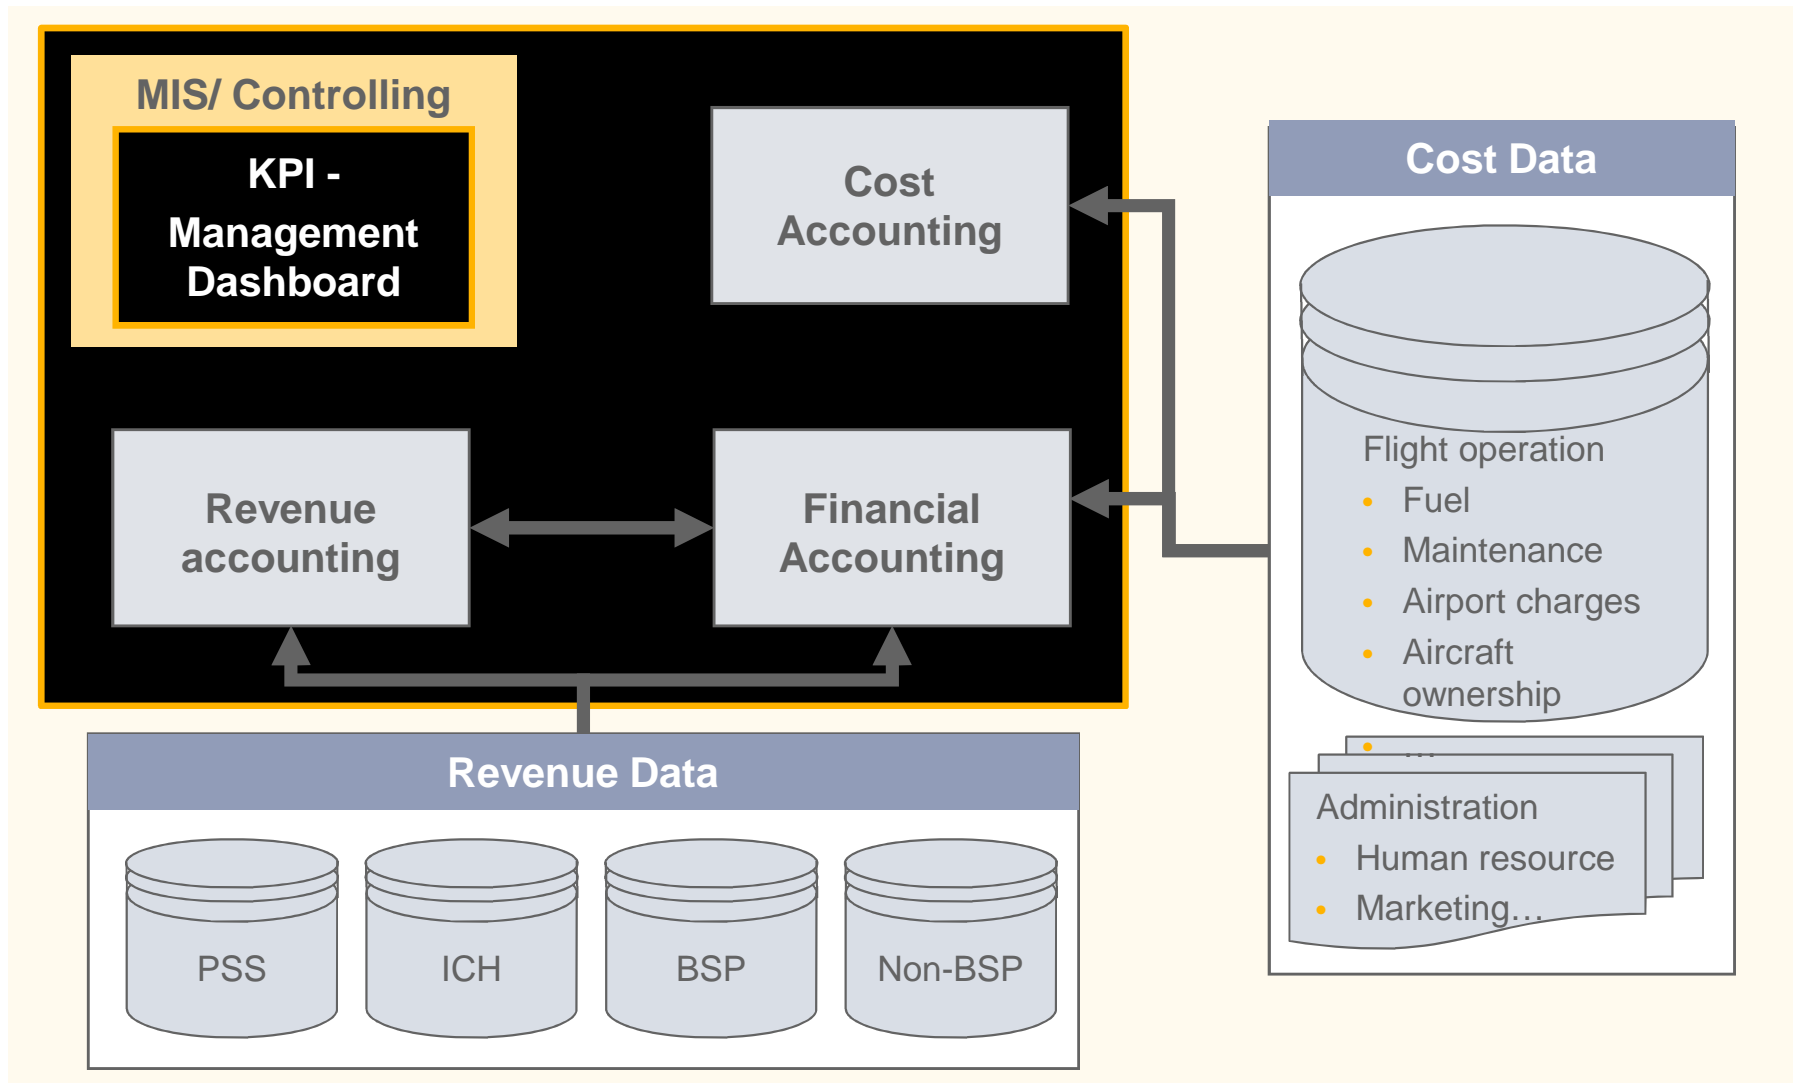 MIS/ Controlling
KPI -
Management
Dashboard
Cost
Accounting
Revenue
accounting
Financial
Accounting
Cost Data
Flight operation
• Fuel
• Maintenance
• Airport charges
• Aircraft
ownership
• …
Administration
• Human resource
• Marketing…
Revenue Data
PSS
ICH
BSP
Non-BSP